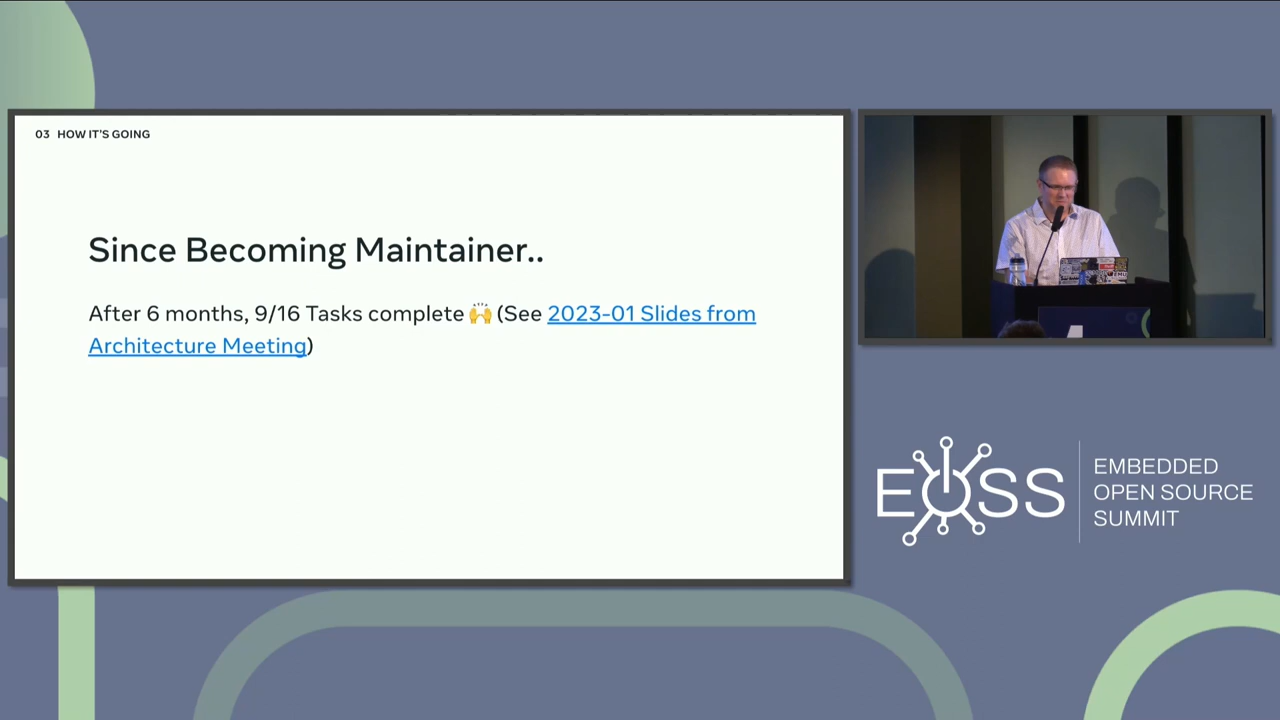 03 HOW IT'S GOING
Since Becoming Maintainer..
After 6 months, 9/16 Tasks complete 🙌 (See 2023-01 Slides from
Architecture Meeting)
EOSS
EMBEDDED
OPEN SOURCE
SUMMIT